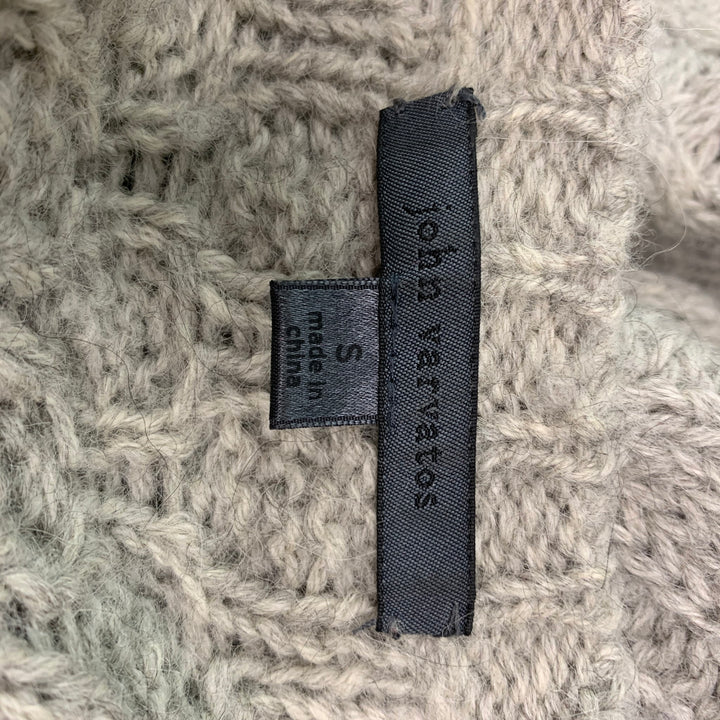 john varvatos
S
made in
china